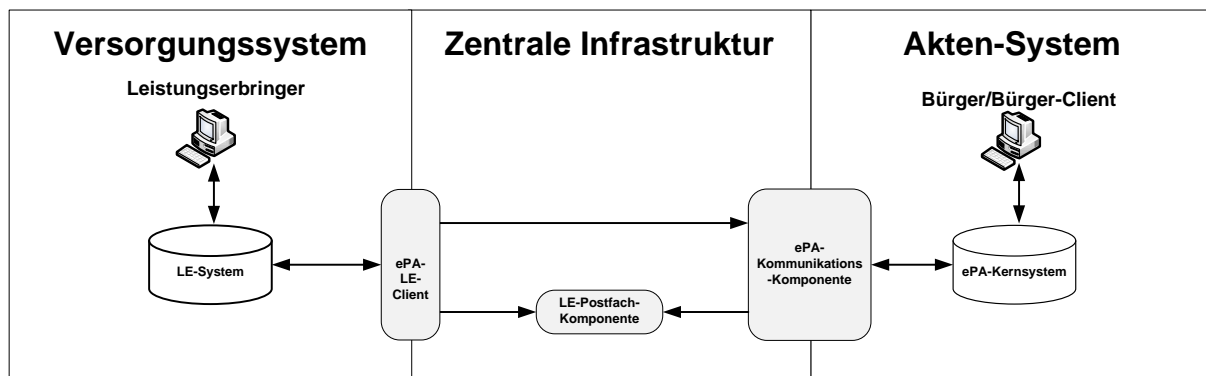 Versorgungssystem
Zentrale Infrastruktur
Akten-System
Leistungserbringer
Bürger/Bürger-Client
LE-System
ePA-
LE-
Client
LE-Postfach-
Komponente
ePA-
Kommunikations
-Komponente
ePA-Kernsystem